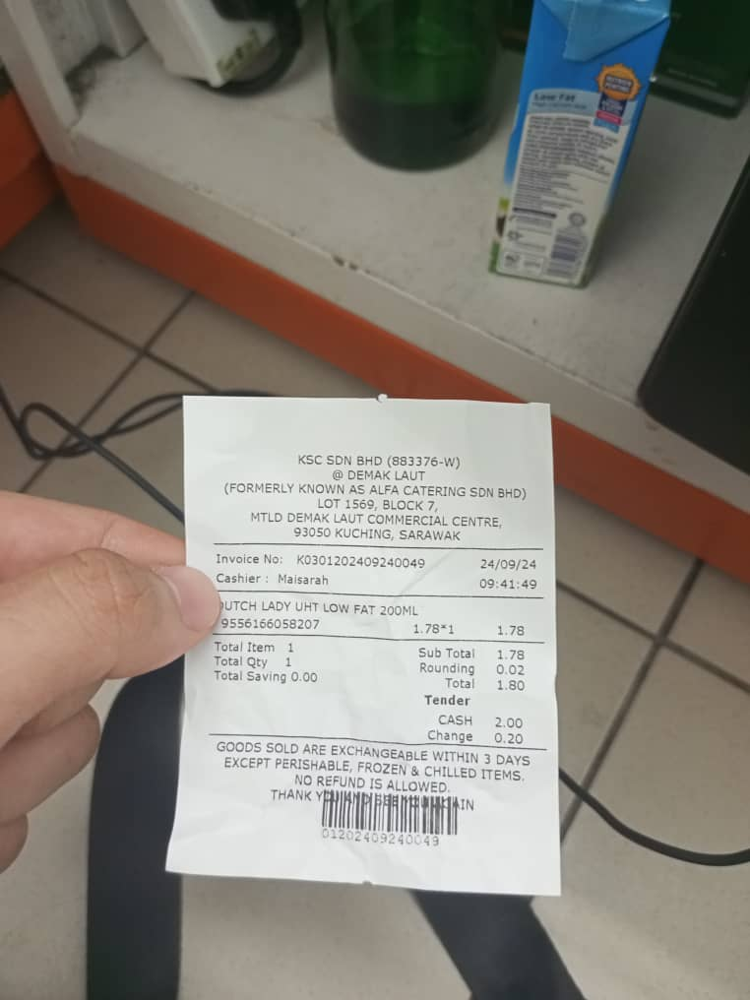 Low Fat
KSC SDN BHD (883376-W)
@ DEMAK LAUT
(FORMERLY KNOWN AS ALFA CATERING SDN BHD)
LOT 1569, BLOCK 7,
MTLD DEMAK LAUT COMMERCIAL CENTRE,
93050 KUCHING, SARAWAK
Invoice No: K0301202409240049 24/09/24
Cashier : Maisarah 09:41:49
UTCH LADY UHT LOW FAT 200ML
9556166058207 1.78*1 1.78
Total Item 1 Sub Total 1.78
Total Qty 1 Rounding 0.02
Total Saving 0.00 Total 1.80
Tender
CASH 2.00
Change 0.20
GOODS SOLD ARE EXCHANGEABLE WITHIN 3 DAYS
EXCEPT PERISHABLE, FROZEN & CHILLED ITEMS.
NO REFUND IS ALLOWED.
THANK YOU AND SEE YOU AGAIN
01202409240049